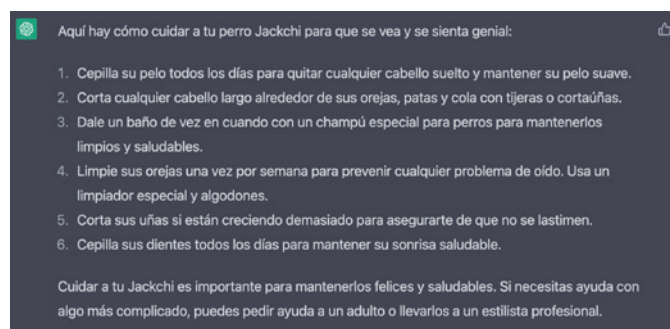 Aquí hay cómo cuidar a tu perro Jackchi para que se vea y se sienta genial:
1. Cepilla su pelo todos los días para quitar cualquier cabello suelto y mantener su pelo suave.
2. Corta cualquier cabello largo alrededor de sus orejas, patas y cola con tijeras o cortaúñas.
3. Dale un baño de vez en cuando con un champú especial para perros para mantenerlos
limpios y saludables.
4. Limpie sus orejas una vez por semana para prevenir cualquier problema de oído. Usa un
limpiador especial y algodones.
5. Corta sus uñas si están creciendo demasiado para asegurarte de que no se lastimen.
6. Cepilla sus dientes todos los días para mantener su sonrisa saludable.
Cuidar a tu Jackchi es importante para mantenerlos felices y saludables. Si necesitas ayuda con
algo más complicado, puedes pedir ayuda a un adulto o llevarlos a un estilista profesional.